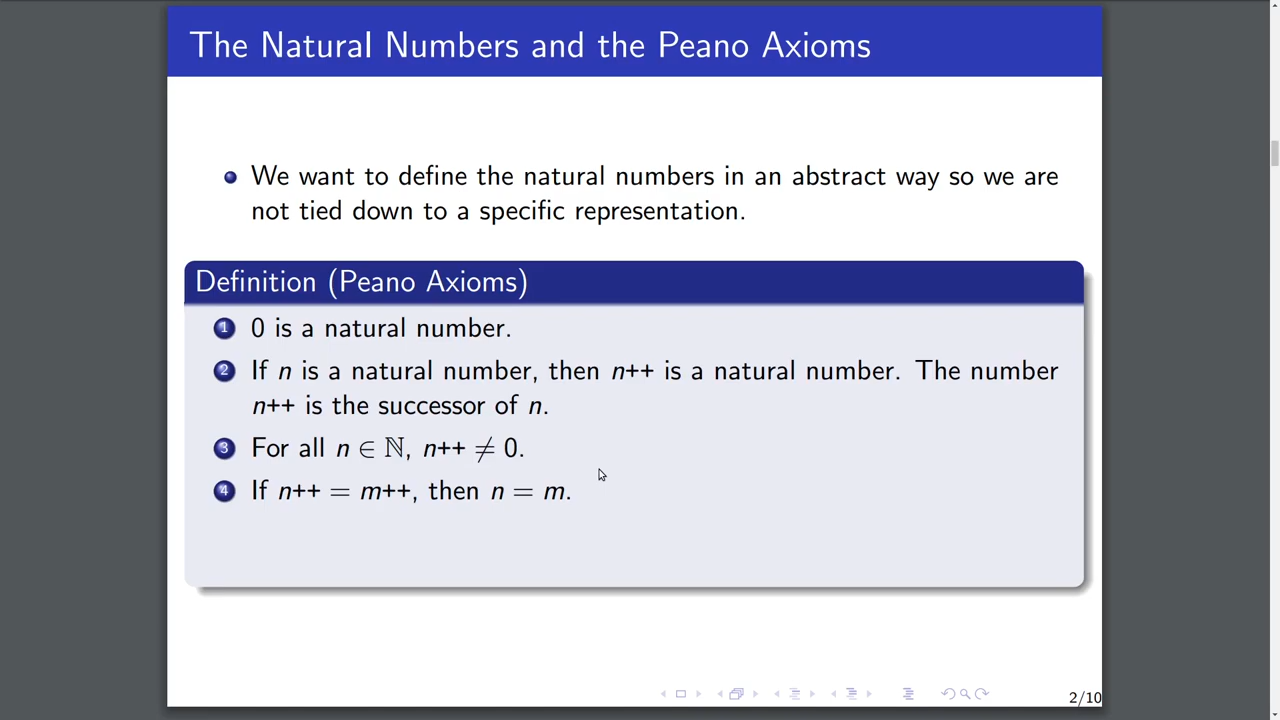 The Natural Numbers and the Peano Axioms
We want to define the natural numbers in an abstract way so we are
not tied down to a specific representation.
Definition (Peano Axioms)
1 0 is a natural number.
2 If n is a natural number, then n++ is a natural number. The number
n++ is the successor of n.
3 For all n ∈ ℕ, n++ ≠ 0.
4 If n++ = m++, then n = m.
2/10